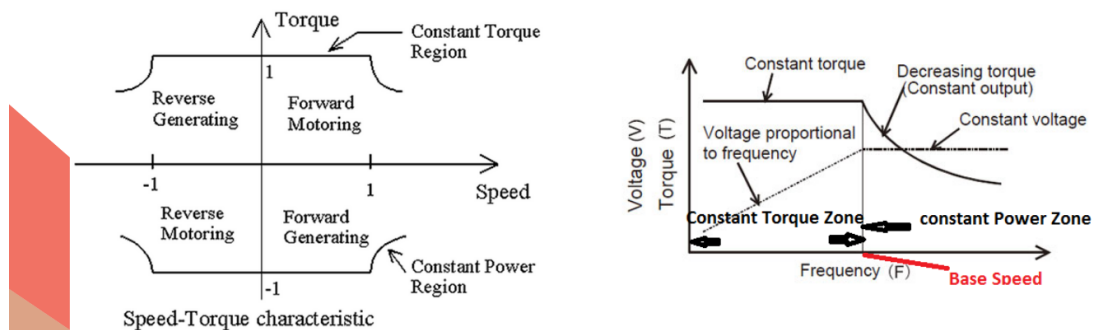 Torque
Constant Torque
Region
1
Reverse
Generating
Forward
Motoring
-1
1
Speed
Reverse
Motoring
Forward
Generating
Constant Power
Region
-1
Speed-Torque characteristic
Constant torque
Decreasing torque
(Constant output)
Constant voltage
Voltage proportional
to frequency
Voltage (V)
Torque (T)
Constant Torque Zone
constant Power Zone
Frequency (F)
Base Speed